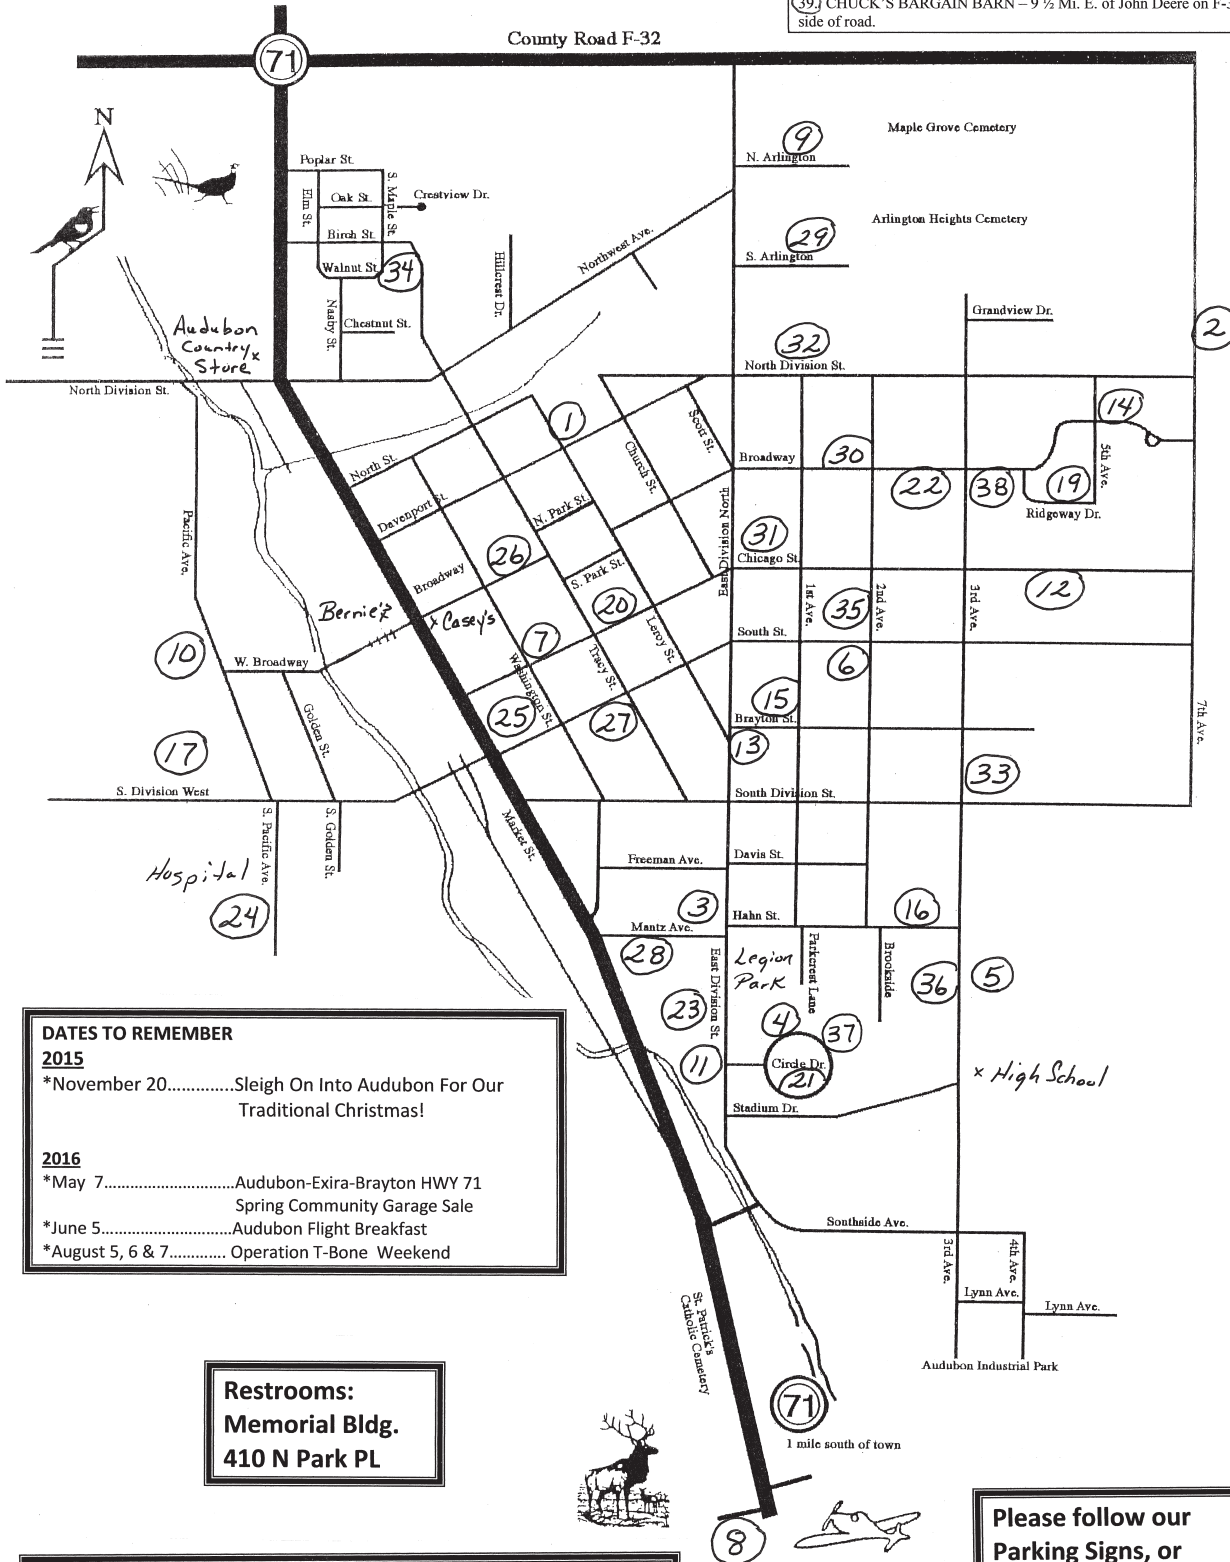 (39.) CHUCK'S BARGAIN BARN – 9 ½ Mi. E. of John Deere on
side of road.
County Road F-32
71
N
Maple Grove Cemetery
9
N. Arlington
Poplar St.
Elm St.
Oak St.
S. Maple St.
Crestview Dr.
Birch St.
Walnut St.
34
Arlington Heights Cemetery
29
S. Arlington
Northwest Ave.
Hillcrest Dr.
Nasby St.
Chestnut St.
Grandview Dr.
2
Audubon
Country x
Store
32
North Division St.
North Division St.
14
1
Scott St.
Church St.
Broadway
30
22
38
19
5th Ave.
Ridgeway Dr.
North St.
Davenport St.
N. Park St.
Pacific Ave.
East Division North
31
Chicago St.
26
Broadway
S. Park St.
20
12
1st Ave.
35
2nd Ave.
3rd Ave.
Bernie's x
x Casey's
7
Leroy St.
South St.
10
W. Broadway
Washington St.
Tracy St.
6
15
Brayton St.
7th Ave.
Golden St.
25
27
13
17
33
S. Division West
South Division St.
S. Pacific Ave.
S. Golden St.
Market St.
Freeman Ave.
Davis St.
Hospital
24
3
Hahn St.
16
Mantz Ave.
28
East Division St.
Legion
Park
Parkcrest Lane
Brookside
36
5
23
4
37
11
Circle Dr.
21
x High School
Stadium Dr.
DATES TO REMEMBER
2015
*November 20.............Sleigh On Into Audubon For Our
Traditional Christmas!
2016
*May 7..............................Audubon-Exira-Brayton HWY 71
Spring Community Garage Sale
*June 5..............................Audubon Flight Breakfast
*August 5, 6 & 7............. Operation T-Bone Weekend
Southside Ave.
3rd Ave.
4th Ave.
Lynn Ave.
Lynn Ave.
St. Patrick's
Catholic Cemetery
Audubon Industrial Park
Restrooms:
Memorial Bldg.
410 N Park PL
71
1 mile south of town
8
Please follow our
Parking Signs, or